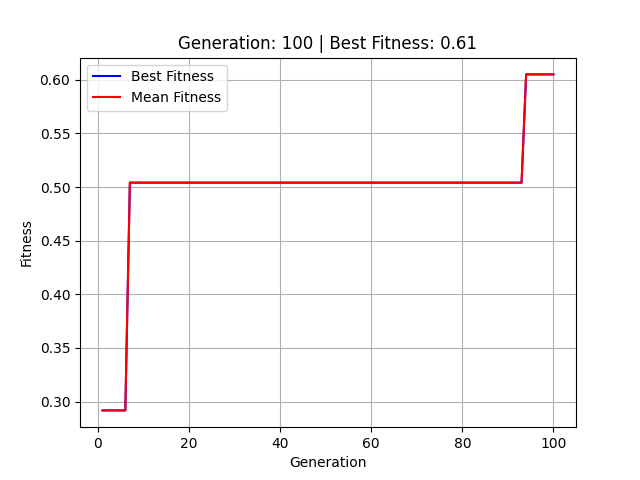 Generation: 100 | Best Fitness: 0.61
Best Fitness
Mean Fitness
0.60
0.55
0.50
0.45
0.40
0.35
0.30
Fitness
0
20
40
60
80
100
Generation